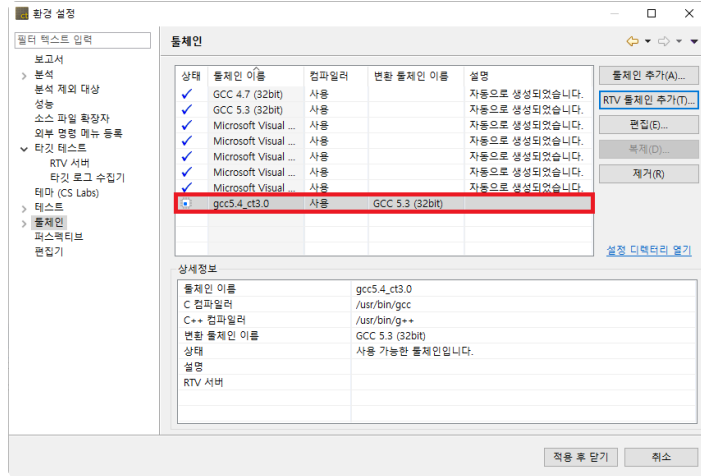 환경 설정
필터 텍스트 입력
보고서
분석
분석 제외 대상
성능
소스 파일 확장자
외부 명령 메뉴 등록
타깃 테스트
RTV 서버
타깃 로그 수집기
테마 (CS Labs)
테스트
툴체인
퍼스펙티브
편집기
툴체인
상태 툴체인 이름 컴파일러 변환 툴체인 이름 설명
GCC 4.7 (32bit) 사용 자동으로 생성되었습니다.
GCC 5.3 (32bit) 사용 자동으로 생성되었습니다.
Microsoft Visual ... 사용 자동으로 생성되었습니다.
Microsoft Visual ... 사용 자동으로 생성되었습니다.
Microsoft Visual ... 사용 자동으로 생성되었습니다.
Microsoft Visual ... 사용 자동으로 생성되었습니다.
Microsoft Visual ... 사용 자동으로 생성되었습니다.
gcc5.4_ct3.0 사용 GCC 5.3 (32bit)
툴체인 추가(A)...
RTV 툴체인 추가(T)...
편집(E)...
복제(D)...
제거(R)
설정 디렉터리 열기
상세정보
툴체인 이름 gcc5.4_ct3.0
C 컴파일러 /usr/bin/gcc
C++ 컴파일러 /usr/bin/g++
변환 툴체인 이름 GCC 5.3 (32bit)
상태 사용 가능한 툴체인입니다.
설명
RTV 서버
적용 후 닫기 취소